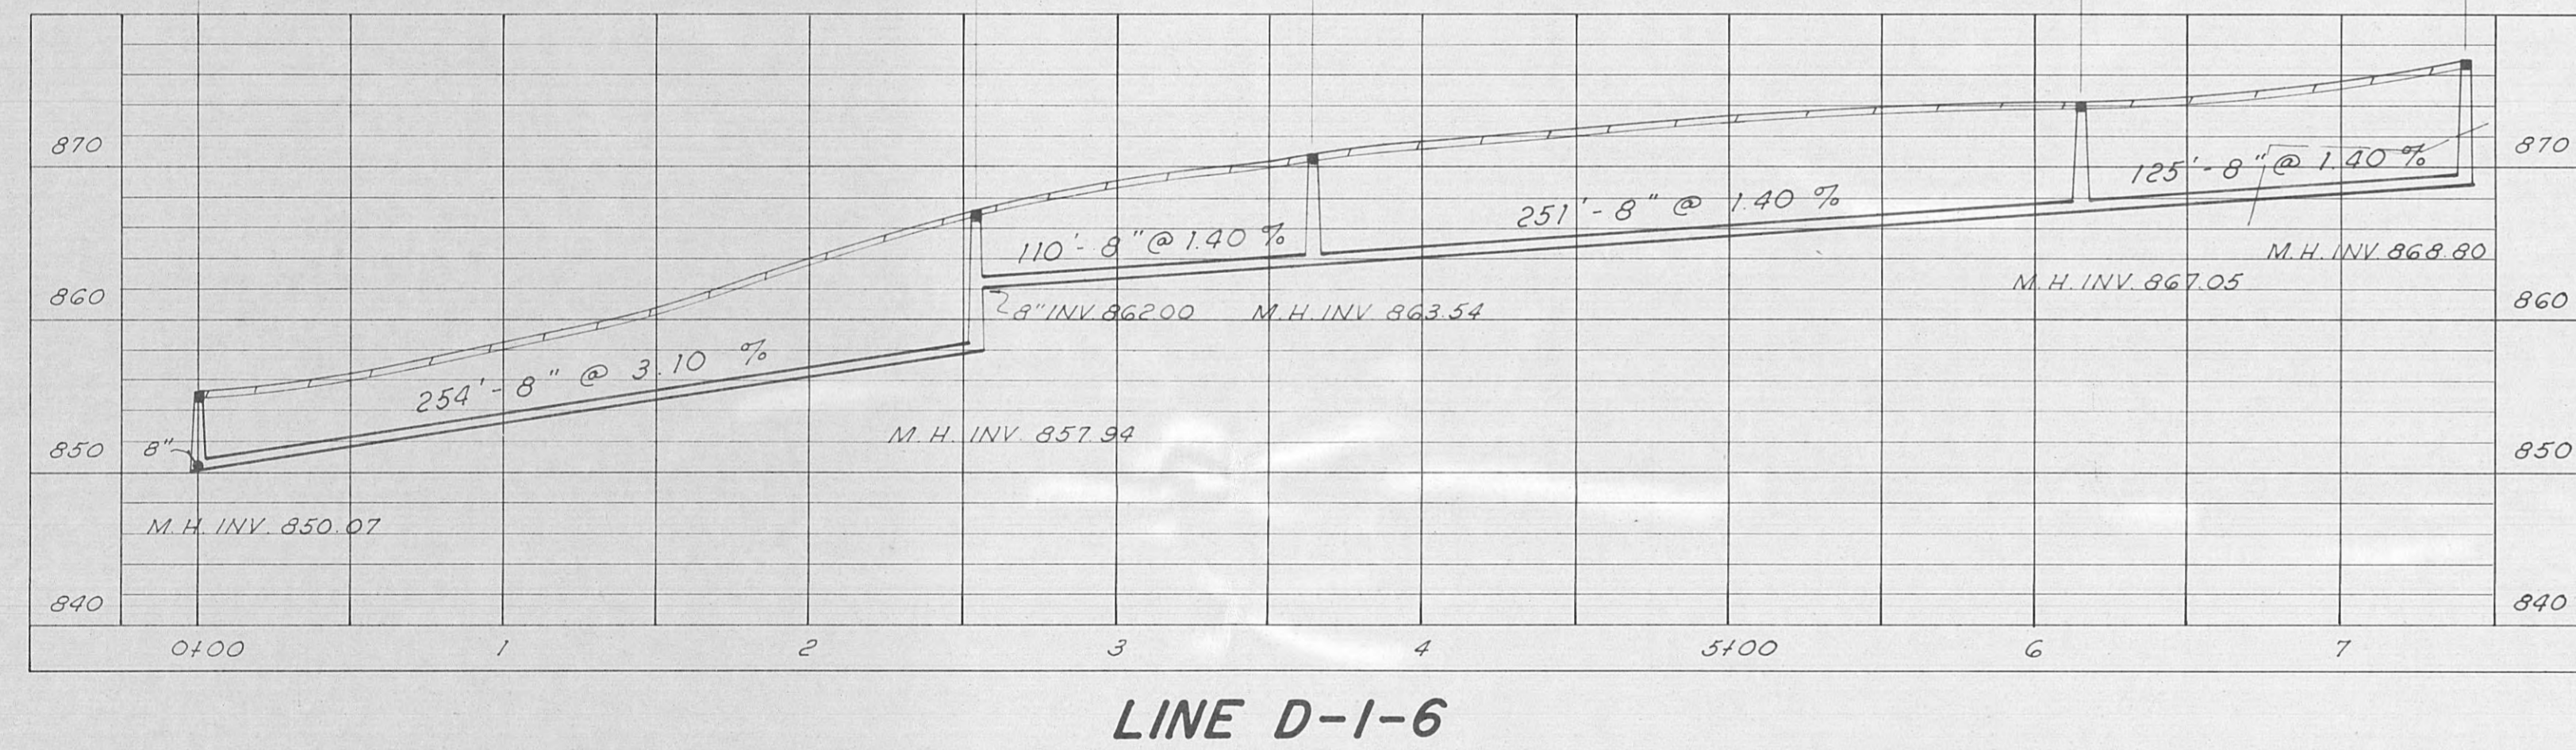 870
870
125'-8" @ 1.40 %
251'-8" @ 1.40 %
110'-8" @ 1.40 %
M.H. INV. 868.80
M.H. INV. 867.05
860
860
8" INV. 862.00
M.H. INV. 863.54
254'-8" @ 3.10 %
M.H. INV. 857.94
850
8"
850
M.H. INV. 850.07
840
840
0+00 1 2 3 4 5+00 6 7
LINE D-1-6